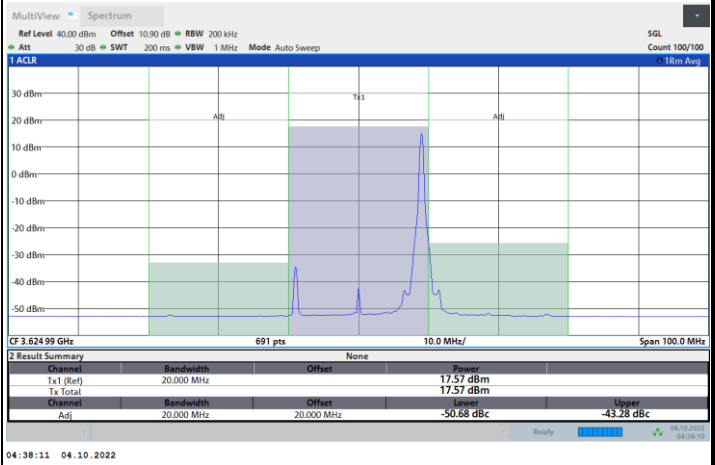 MultiView Spectrum
Ref Level 40.00 dBm Offset 10.90 dB RBW 200 kHz SGL
Att 30 dB SWT 200 ms VBW 1 MHz Mode Auto Sweep Count 100/100
1 ACLR 1Rm Avg
30 dBm
Tx1
20 dBm Adj Adj
10 dBm
0 dBm
-10 dBm
-20 dBm
-30 dBm
-40 dBm
-50 dBm
CF 3.624 99 GHz 691 pts 10.0 MHz/ Span 100.0 MHz
2 Result Summary None
Channel Bandwidth Offset Power
Tx1 (Ref) 20.000 MHz 17.57 dBm
Tx Total 17.57 dBm
Channel Bandwidth Offset Lower Upper
Adj 20.000 MHz 20.000 MHz -50.68 dBc -43.28 dBc
Ready 04.10.2022
04:38:10
04:38:11 04.10.2022